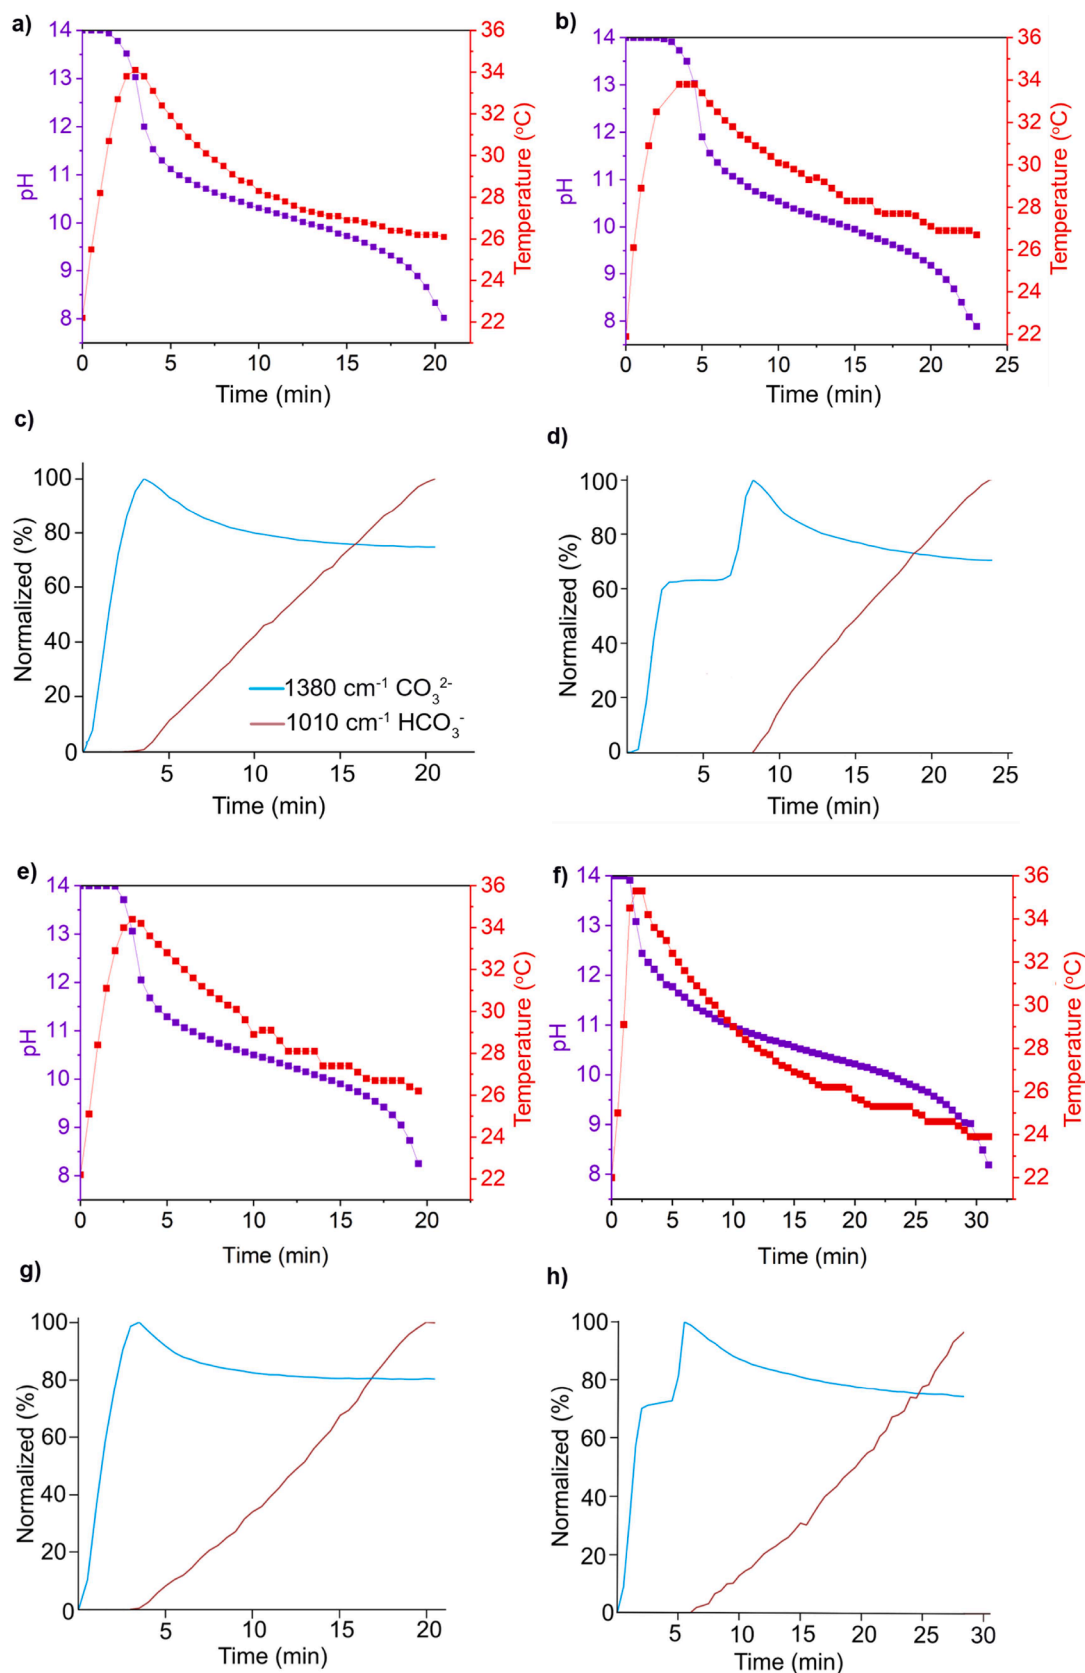 a)
14
13
12
11
10
9
8
pH
36
34
32
30
28
26
24
22
Temperature (°C)
0 5 10 15 20
Time (min)
b)
14
13
12
11
10
9
8
pH
36
34
32
30
28
26
24
22
Temperature (°C)
0 5 10 15 20 25
Time (min)
c)
100
80
60
40
20
0
Normalized (%)
1380 cm⁻¹ CO₃²⁻
1010 cm⁻¹ HCO₃⁻
5 10 15 20
Time (min)
d)
100
80
60
40
20
0
Normalized (%)
5 10 15 20 25
Time (min)
e)
14
13
12
11
10
9
8
pH
36
34
32
30
28
26
24
22
Temperature (°C)
0 5 10 15 20
Time (min)
f)
14
13
12
11
10
9
8
pH
36
34
32
30
28
26
24
22
Temperature (°C)
0 5 10 15 20 25 30
Time (min)
g)
100
80
60
40
20
0
Normalized (%)
5 10 15 20
Time (min)
h)
100
80
60
40
20
0
Normalized (%)
5 10 15 20 25 30
Time (min)